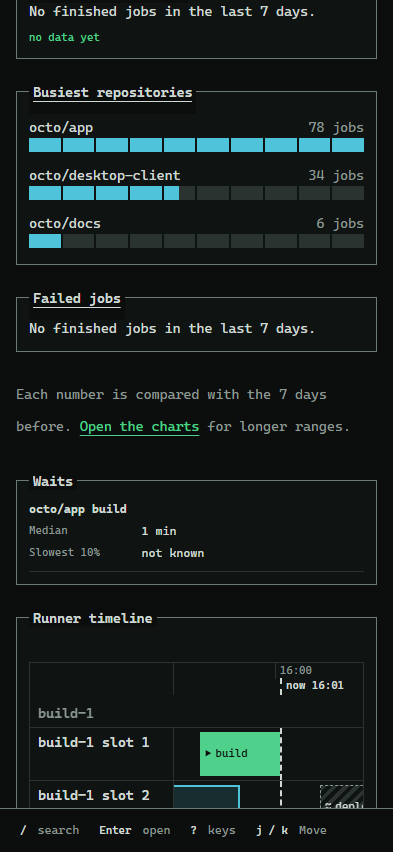 No finished jobs in the last 7 days.
no data yet
Busiest repositories
octo/app 78 jobs
octo/desktop-client 34 jobs
octo/docs 6 jobs
Failed jobs
No finished jobs in the last 7 days.
Each number is compared with the 7 days
before. Open the charts for longer ranges.
Waits
octo/app build
Median 1 min
Slowest 10% not known
Runner timeline
16:00
now 16:01
build-1
build-1 slot 1
build
build-1 slot 2
/ search Enter open ? keys j / k Move